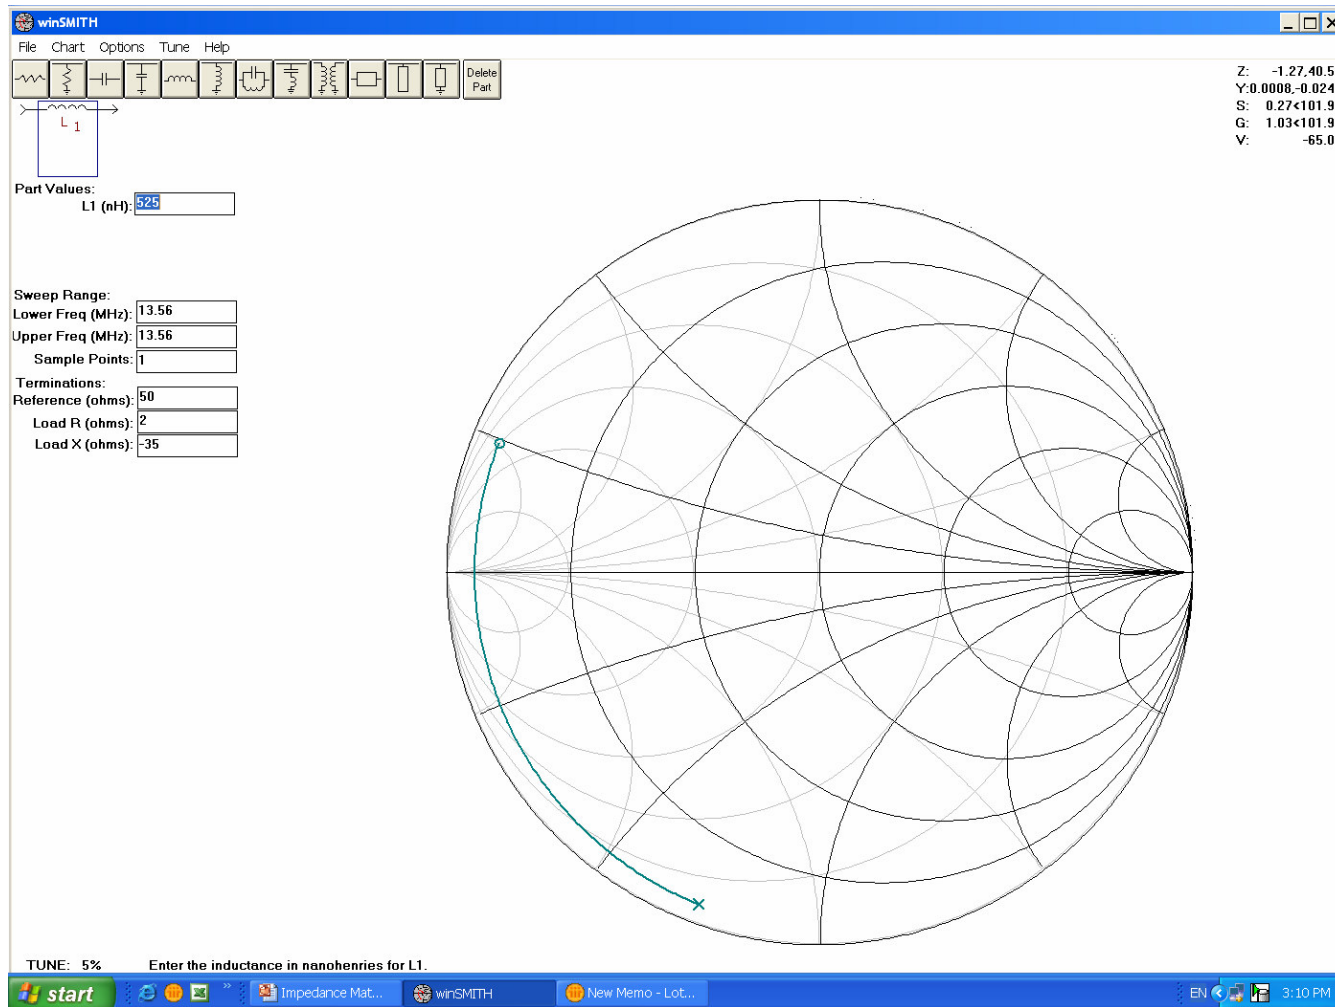 winSMITH
File Chart Options Tune Help
Delete Part
Z: -1.27,40.5
Y:0.0008,-0.024
S: 0.27<101.9
G: 1.03<101.9
V: -65.0
L 1
Part Values:
L1 (nH): 525
Sweep Range:
Lower Freq (MHz): 13.56
Upper Freq (MHz): 13.56
Sample Points: 1
Terminations:
Reference (ohms): 50
Load R (ohms): 2
Load X (ohms): -35
TUNE: 5% Enter the inductance in nanohenries for L1.
start » Impedance Mat... winSMITH New Memo - Lot... EN 3:10 PM